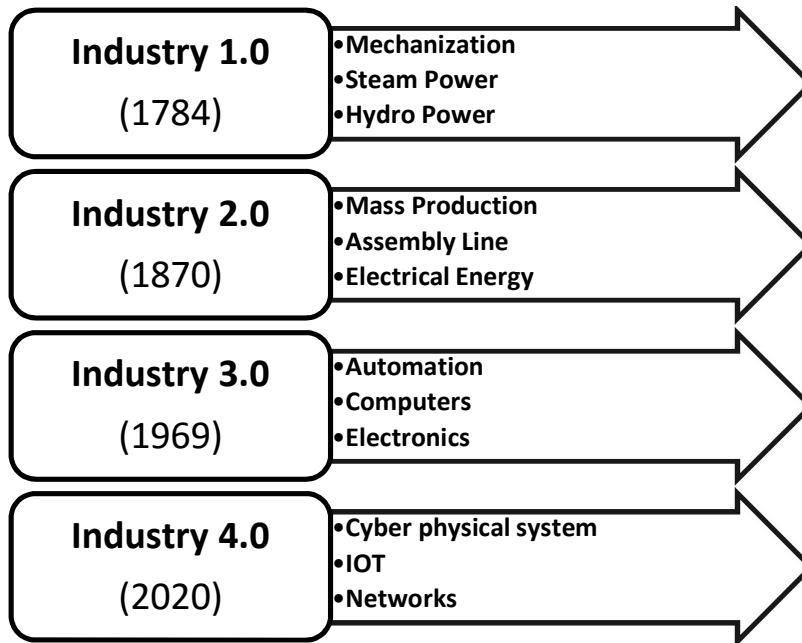 Industry 1.0
(1784)
•Mechanization
•Steam Power
•Hydro Power
Industry 2.0
(1870)
•Mass Production
•Assembly Line
•Electrical Energy
Industry 3.0
(1969)
•Automation
•Computers
•Electronics
Industry 4.0
(2020)
•Cyber physical system
•IOT
•Networks